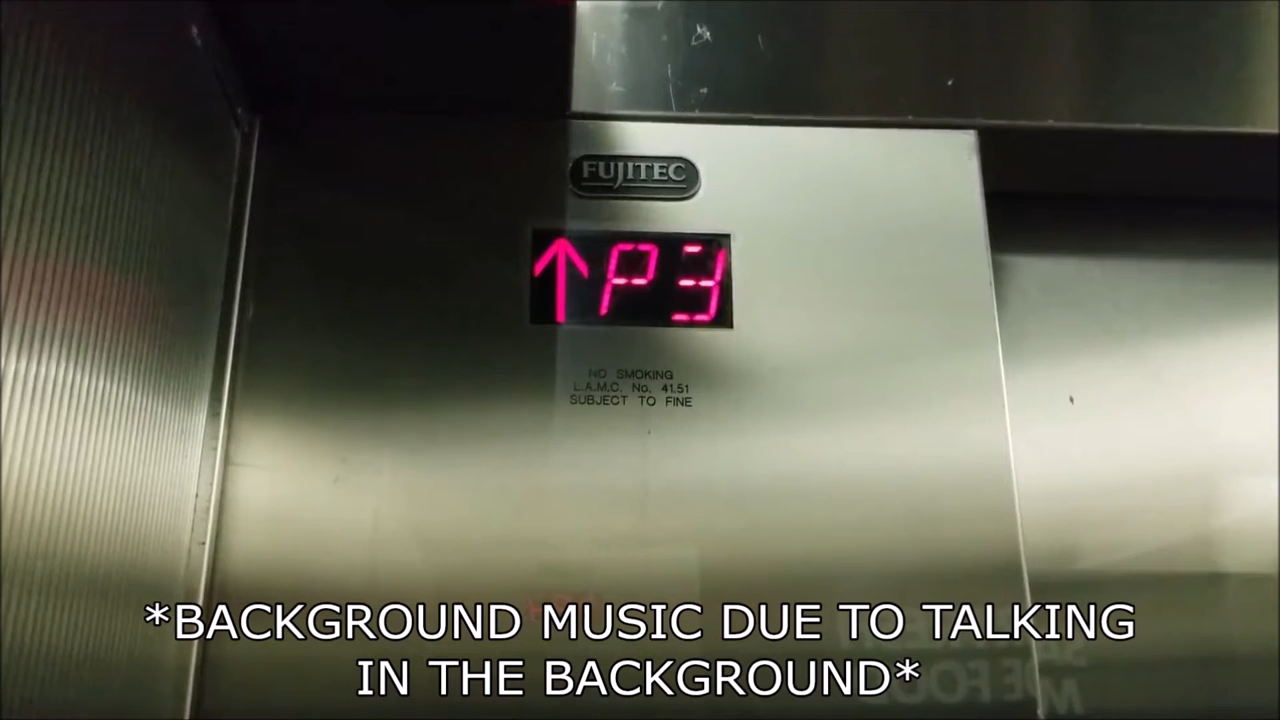 FUJITEC
↑P3
NO SMOKING
L.A.M.C. No. 41.51
SUBJECT TO FINE
*BACKGROUND MUSIC DUE TO TALKING
IN THE BACKGROUND*